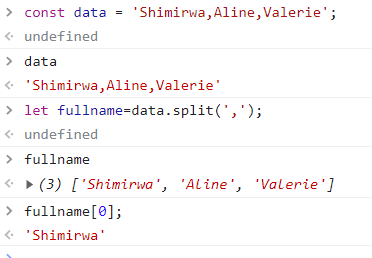 const data = 'Shimirwa,Aline,Valerie';
undefined
data
'Shimirwa,Aline,Valerie'
let fullname=data.split(',');
undefined
fullname
(3) ['Shimirwa', 'Aline', 'Valerie']
fullname[0];
'Shimirwa'